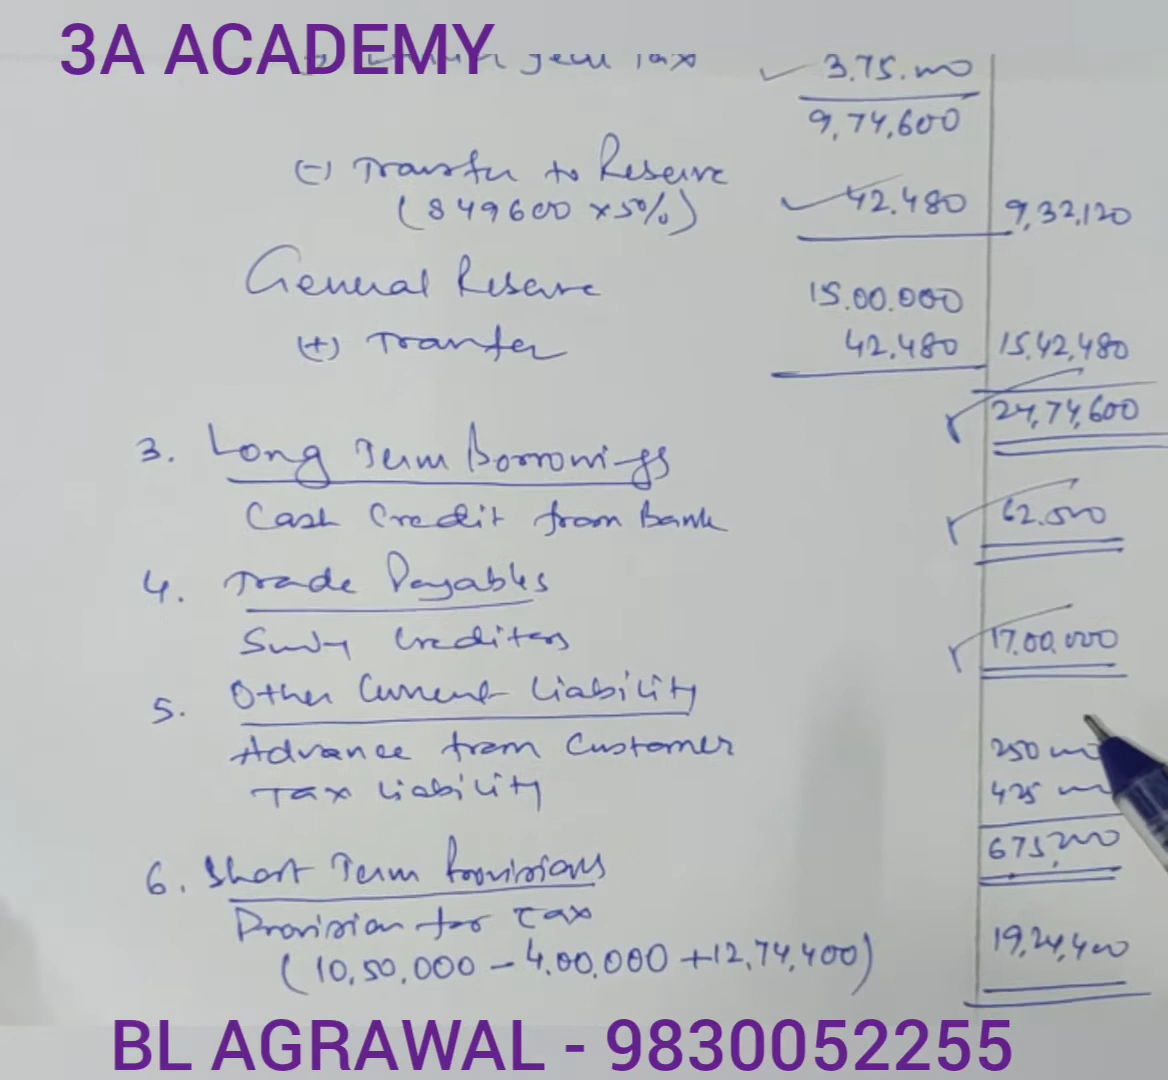 3A ACADEMY
Tax 3.75.000
9,74,600
(-) Transfer to Reserve
(849600 x 5%) 42.480 9,32,120
General Reserve 15.00.000
(+) Tranfer 42.480 15,42,480
24,74,600
3. Long Term Borrowings
Cash Credit from Bank 62.500
4. Trade Payables
Sundry Creditors 17.00.000
5. Other Current Liability
Advance from Customer 250
Tax Liability 425
675,000
6. Short Term Provisions
Provision for Tax
(10,50,000 - 4.00.000 + 12,74,400) 19,24,400
BL AGRAWAL - 9830052255